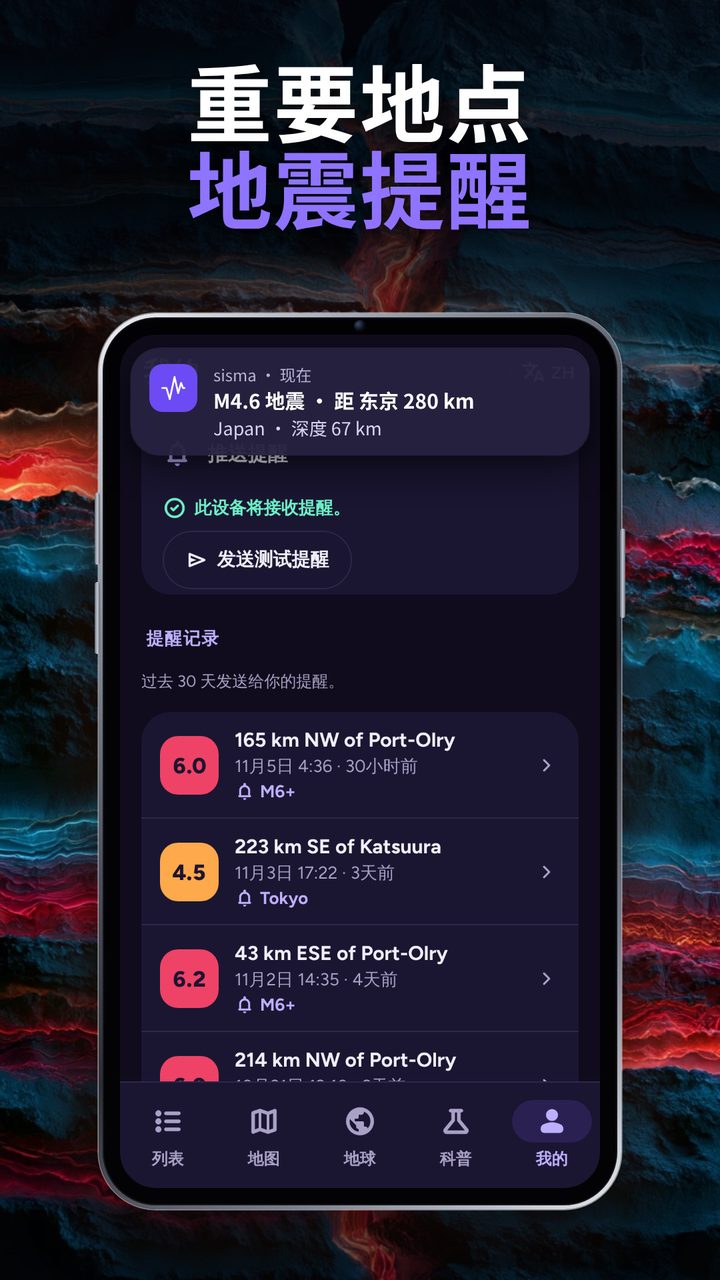 重要地点
地震提醒
sisma • 现在
M4.6 地震 • 距 东京 280 km
Japan • 深度 67 km
ZH
推送提醒
此设备将接收提醒。
发送测试提醒
提醒记录
过去 30 天发送给你的提醒。
6.0
165 km NW of Port-Olry
11月5日 4:36 · 30小时前
M6+
4.5
223 km SE of Katsuura
11月3日 17:22 · 3天前
Tokyo
6.2
43 km ESE of Port-Olry
11月2日 14:35 · 4天前
M6+
214 km NW of Port-Olry
列表
地图
地球
科普
我的